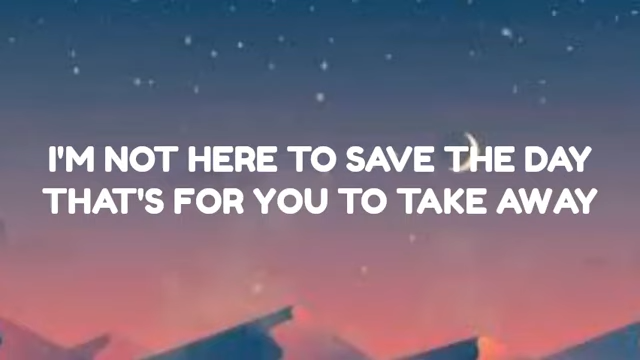 I'M NOT HERE TO SAVE THE DAY
THAT'S FOR YOU TO TAKE AWAY